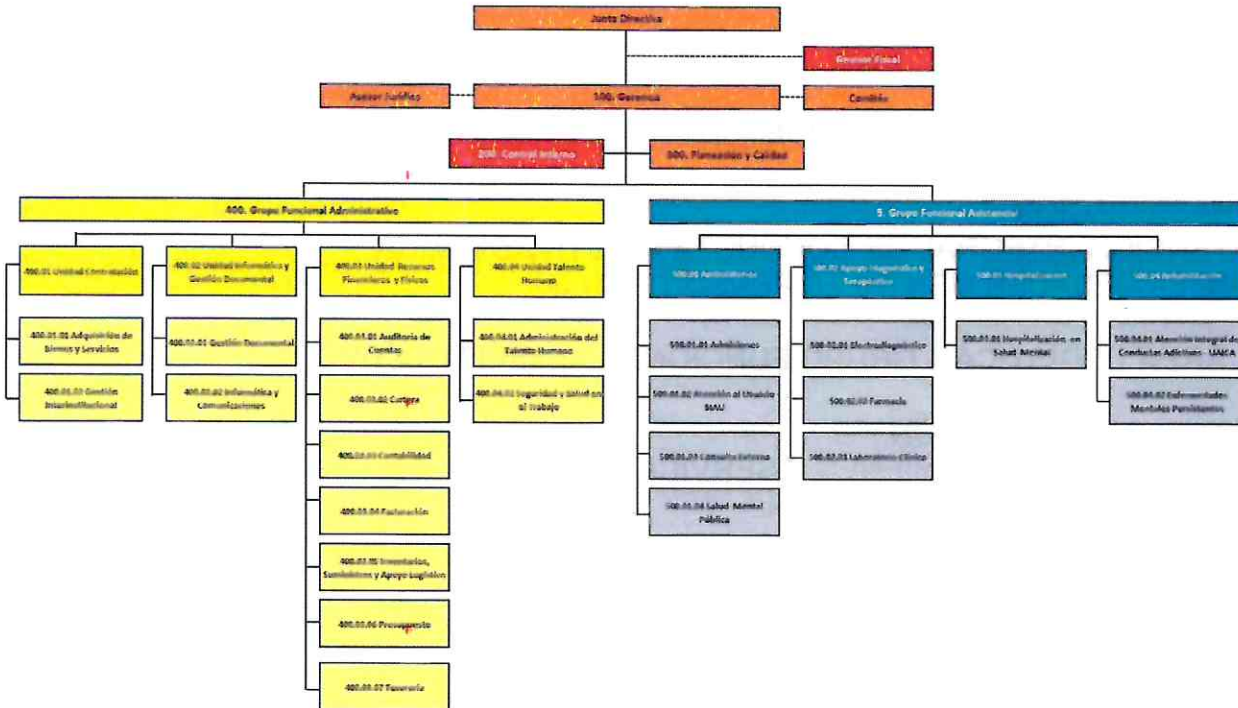 Junta Directiva
Revisor Fiscal
Asesor Jurídico
100. Gerencia
Comités
200. Control Interno
300. Planeación y Calidad
400. Grupo Funcional Administrativo
5. Grupo Funcional Asistencial
400.01 Unidad Contratación
400.02 Unidad Informática y
Gestión Documental
400.03 Unidad Recursos
Financieros y Físicos
400.04 Unidad Talento
Humano
500.01 Ambulatorios
500.02 Apoyo Diagnóstico y
Terapéutico
500.03 Hospitalización
500.04 Rehabilitación
400.01.01 Adquisición de
Bienes y Servicios
400.02.01 Gestión Documental
400.03.01 Auditoría de
Cuentas
400.04.01 Administración del
Talento Humano
500.01.01 Admisiones
500.02.01 Electrodiagnóstico
Hospitalización en
Salud Mental
500.04.01 Atención Integral de
Conductas Adictivas - UAICA
400.01.02 Gestión
Interinstitucional
400.02.02 Informática y
Comunicaciones
400.03.02 Cartera
400.04.02 Seguridad y Salud en
el Trabajo
500.01.02 Atención al Usuario
SIAU
500.02.02 Farmacia
500.04.02 Enfermedades
Mentales Persistentes
400.03.03 Contabilidad
500.01.03 Consulta Externa
500.02.03 Laboratorio Clínico
400.03.04 Facturación
500.01.04 Salud Mental
Pública
400.03.05 Inventarios,
Suministros y Apoyo Logístico
400.03.06 Presupuesto
400.03.07 Tesorería